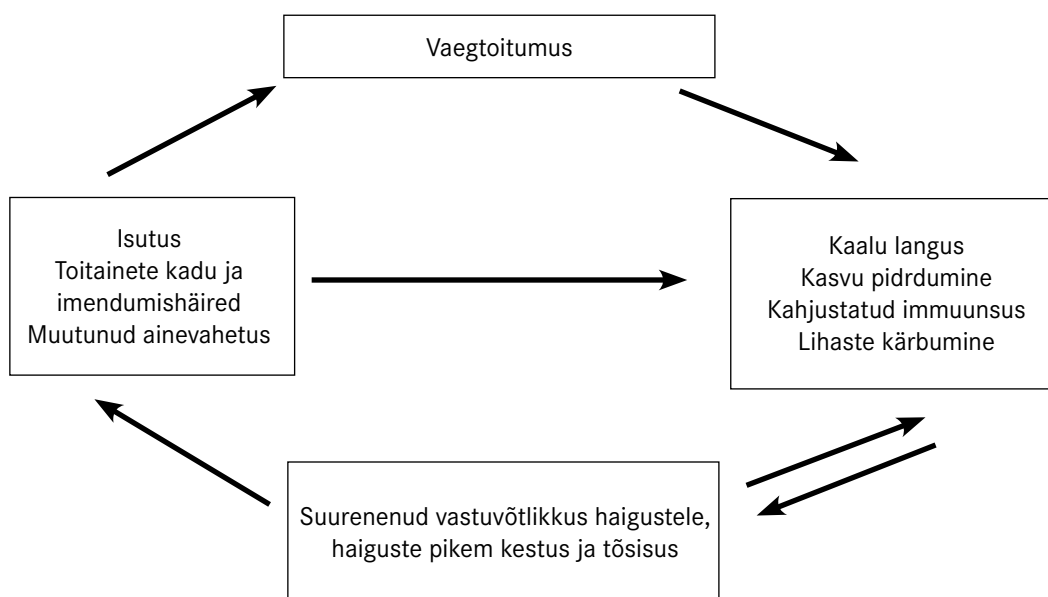 Vaegtoitumus
Isutus
Toitainete kadu ja
imendumishäired
Muutunud ainevahetus
Kaalu langus
Kasvu pidrdumine
Kahjustatud immuunsus
Lihaste kärbumine
Suurenenud vastuvõtlikkus haigustele,
haiguste pikem kestus ja tõsisus